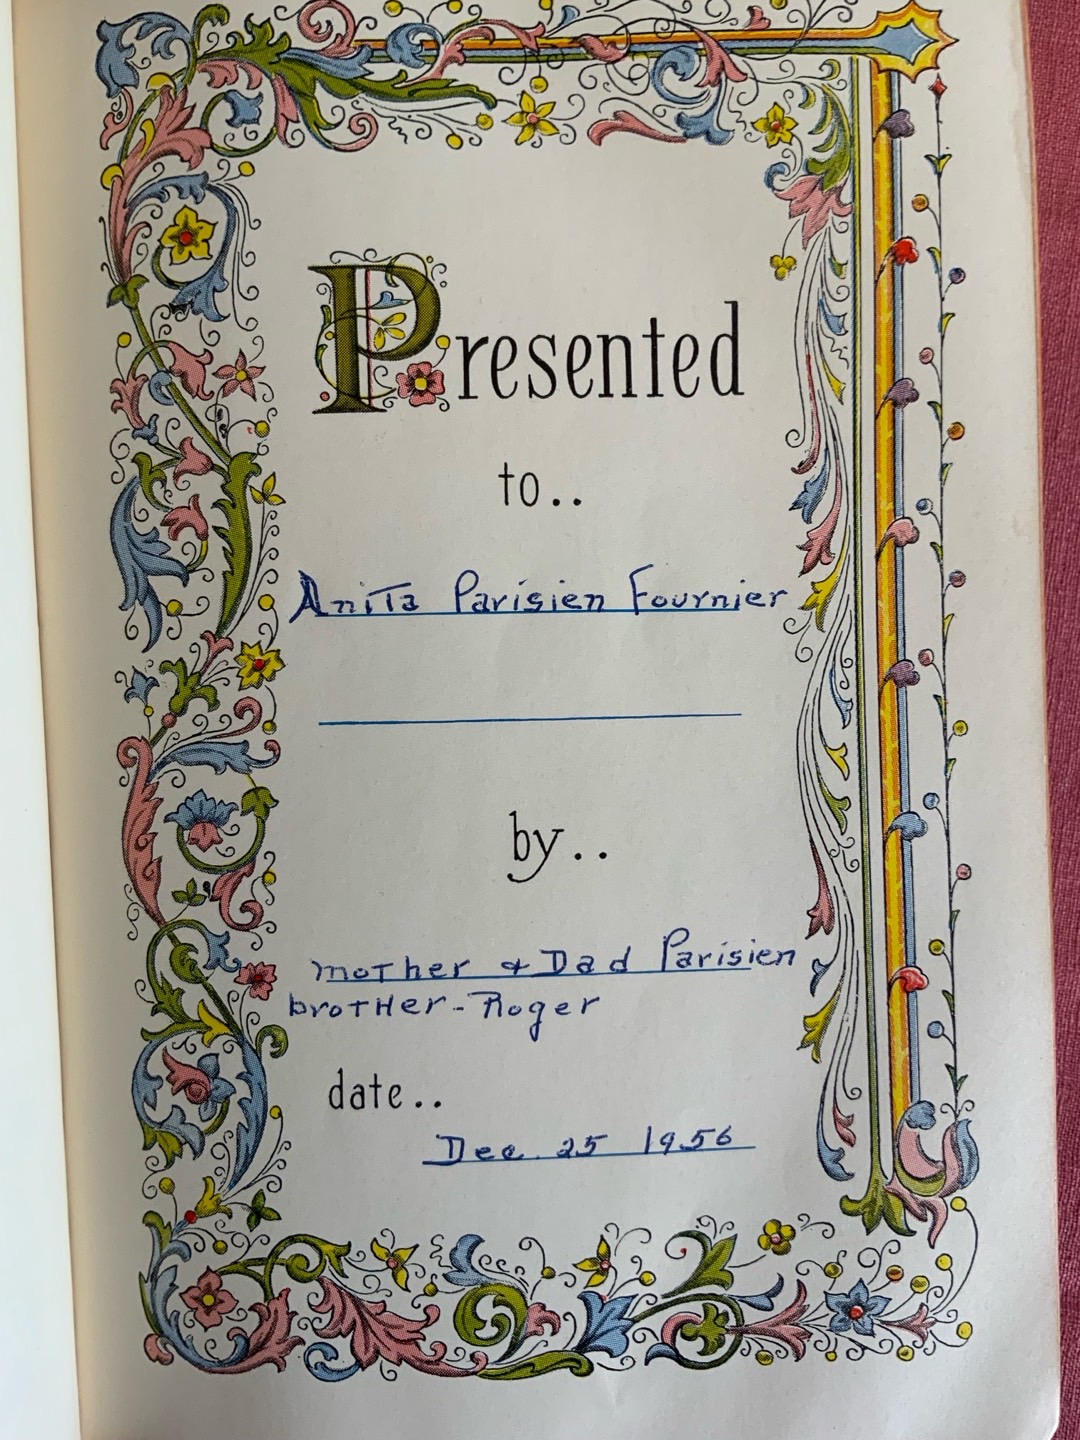 Presented
to..
Anita Parisien Fournier
by..
mother & Dad Parisien
brotHer - Roger
date..
Dec. 25 1956